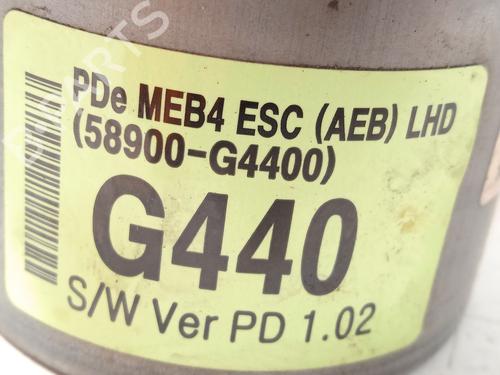 PDe MEB4 ESC (AEB) LHD
(58900-G4400)
G440
S/W Ver PD 1.02